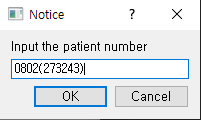 Notice
?
Input the patient number
0802(273243)
OK
Cancel